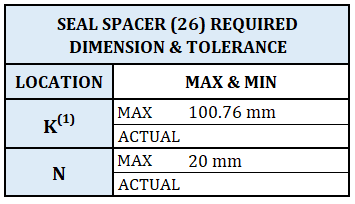 SEAL SPACER (26) REQUIRED
DIMENSION & TOLERANCE
LOCATION MAX & MIN
K(1) MAX 100.76 mm
ACTUAL
N MAX 20 mm
ACTUAL